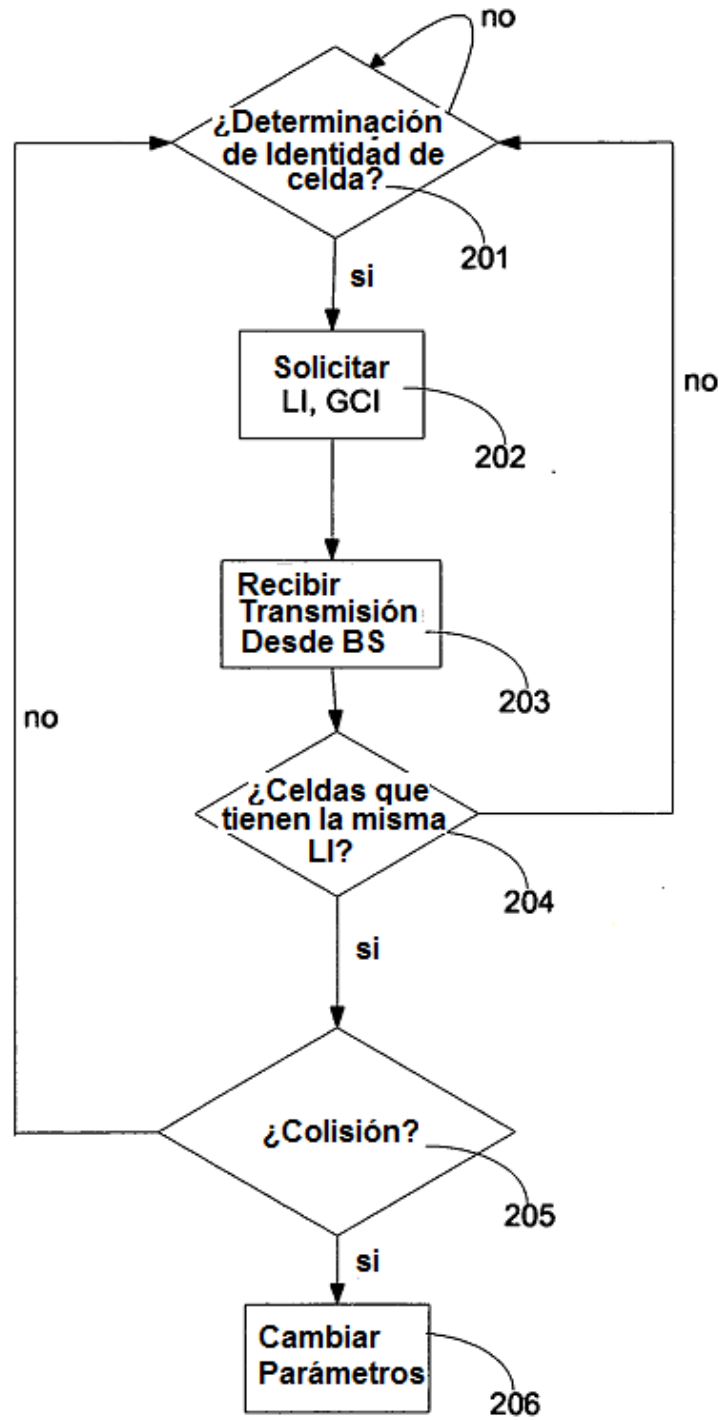 no
¿Determinación
de Identidad de
celda?
201
si
Solicitar
LI, GCI
202
no
Recibir
Transmisión
Desde BS
203
no
¿Celdas que
tienen la misma
LI?
204
si
¿Colisión?
205
si
Cambiar
Parámetros
206